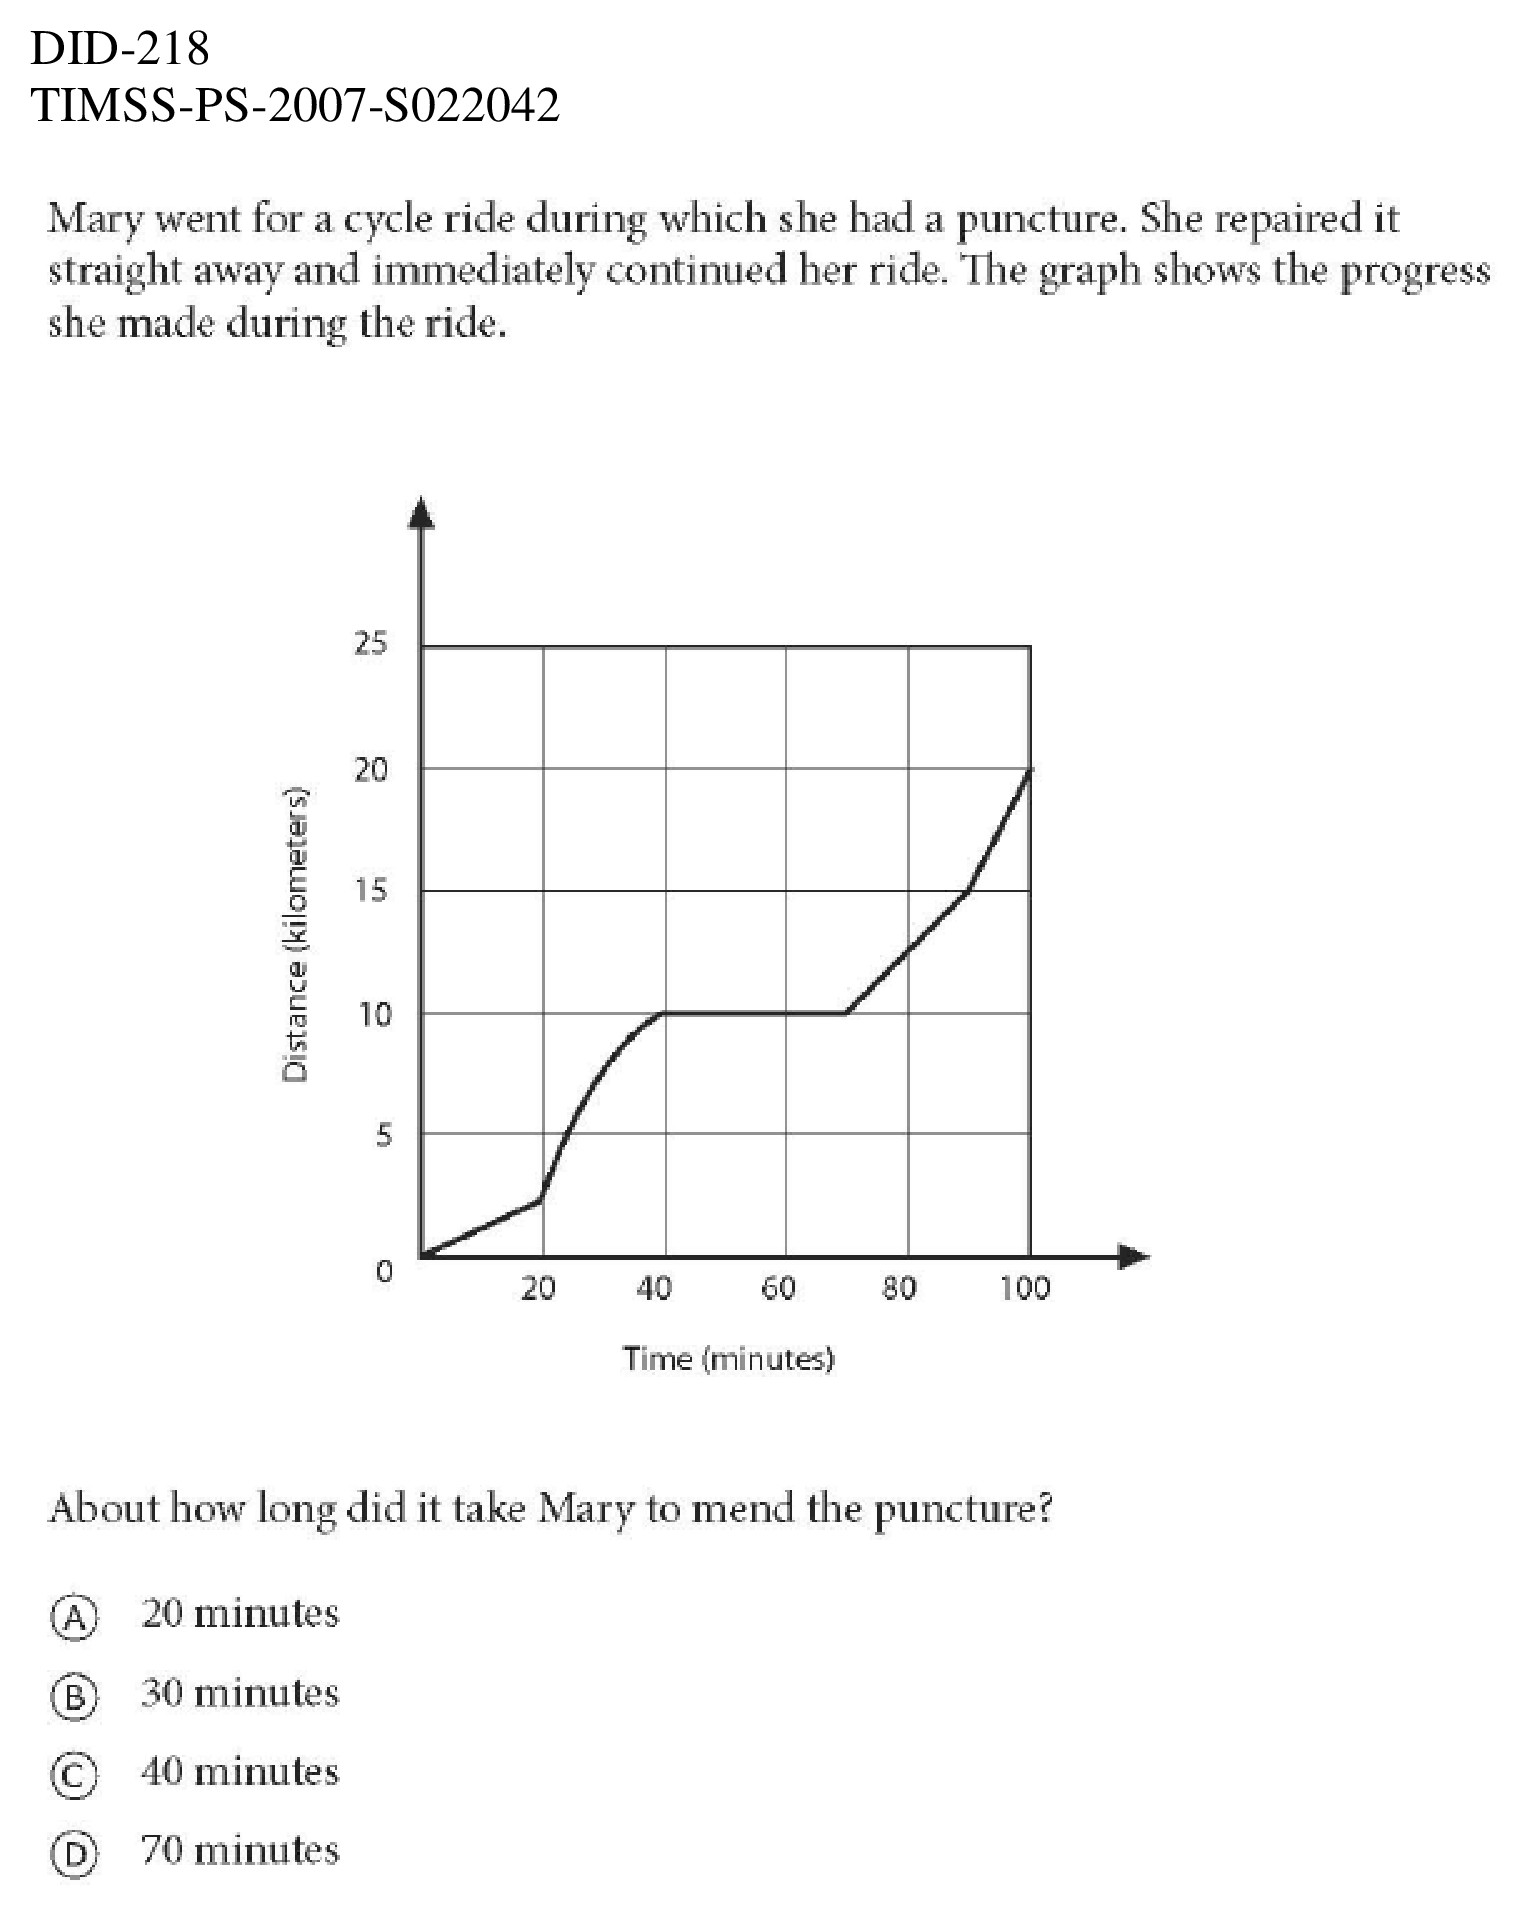 DID-218
TIMSS-PS-2007-S022042
Mary went for a cycle ride during which she had a puncture. She repaired it
straight away and immediately continued her ride. The graph shows the progress
she made during the ride.
25
20
15
10
5
0
Distance (kilometers)
20 40 60 80 100
Time (minutes)
About how long did it take Mary to mend the puncture?
A 20 minutes
B 30 minutes
C 40 minutes
D 70 minutes